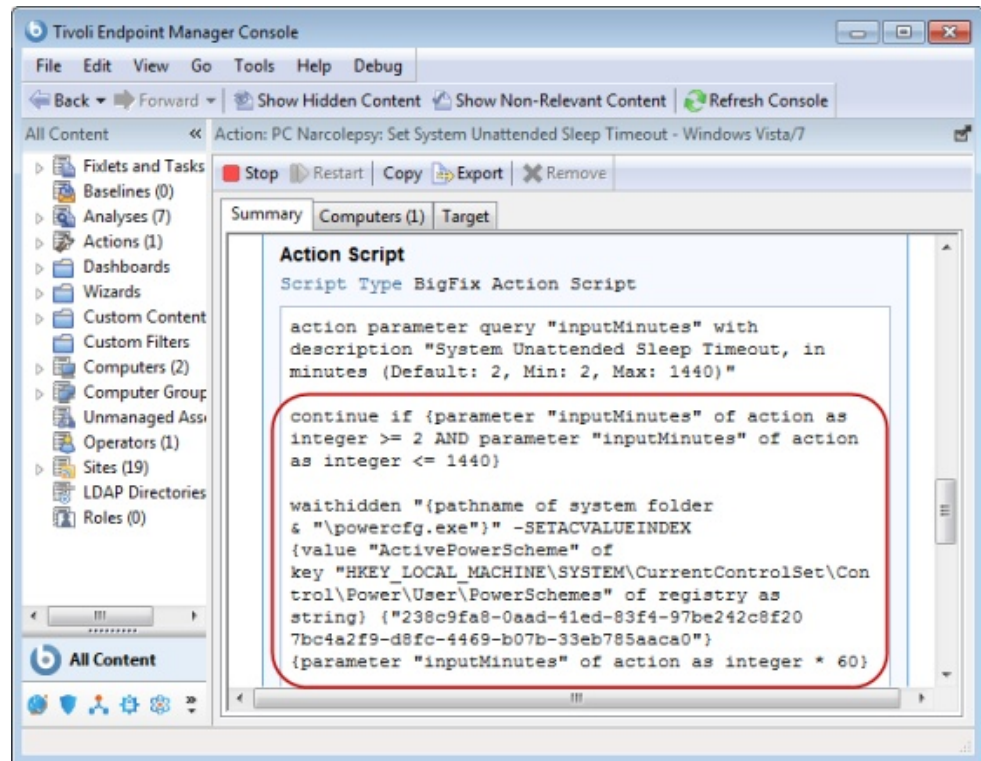 Tivoli Endpoint Manager Console
File Edit View Go Tools Help Debug
Back Forward Show Hidden Content Show Non-Relevant Content Refresh Console
All Content « Action: PC Narcolepsy: Set System Unattended Sleep Timeout - Windows Vista/7
Fixlets and Tasks
Baselines (0)
Analyses (7)
Actions (1)
Dashboards
Wizards
Custom Content
Custom Filters
Computers (2)
Computer Group
Unmanaged Asse
Operators (1)
Sites (19)
LDAP Directories
Roles (0)
All Content
Stop Restart Copy Export Remove
Summary Computers (1) Target
Action Script
Script Type BigFix Action Script
action parameter query "inputMinutes" with
description "System Unattended Sleep Timeout, in
minutes (Default: 2, Min: 2, Max: 1440)"
continue if {parameter "inputMinutes" of action as
integer >= 2 AND parameter "inputMinutes" of action
as integer <= 1440}
waithidden "{pathname of system folder
& "\powercfg.exe"}" -SETACVALUEINDEX
{value "ActivePowerScheme" of
key "HKEY_LOCAL_MACHINE\SYSTEM\CurrentControlSet\Con
trol\Power\User\PowerSchemes" of registry as
string} {"238c9fa8-0aad-41ed-83f4-97be242c8f20
7bc4a2f9-d8fc-4469-b07b-33eb785aaca0"}
{parameter "inputMinutes" of action as integer * 60}